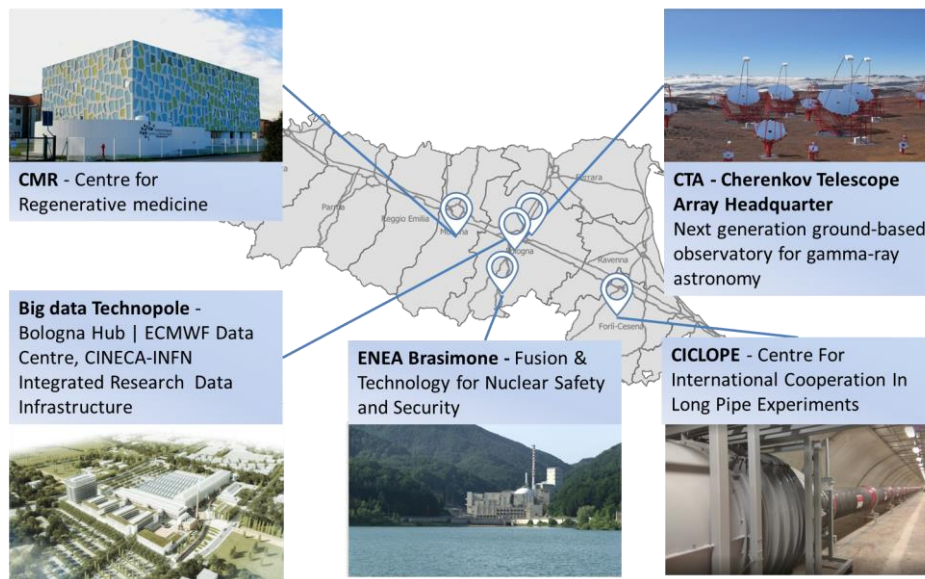 CMR - Centre for
Regenerative medicine
CTA - Cherenkov Telescope
Array Headquarter
Next generation ground-based
observatory for gamma-ray
astronomy
Parma
Reggio Emilia
Bologna
Ravenna
Forlì-Cesena
Big data Technopole -
Bologna Hub | ECMWF Data
Centre, CINECA-INFN
Integrated Research Data
Infrastructure
ENEA Brasimone - Fusion &
Technology for Nuclear Safety
and Security
CICLOPE - Centre For
International Cooperation In
Long Pipe Experiments